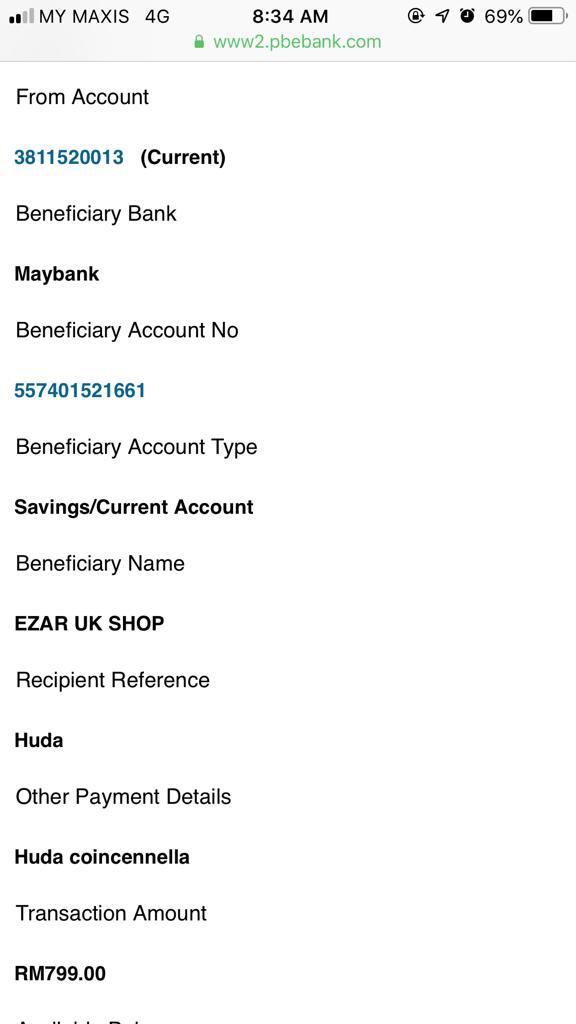 MY MAXIS 4G 8:34 AM 69%
www2.pbebank.com
From Account
3811520013 (Current)
Beneficiary Bank
Maybank
Beneficiary Account No
557401521661
Beneficiary Account Type
Savings/Current Account
Beneficiary Name
EZAR UK SHOP
Recipient Reference
Huda
Other Payment Details
Huda coincennella
Transaction Amount
RM799.00